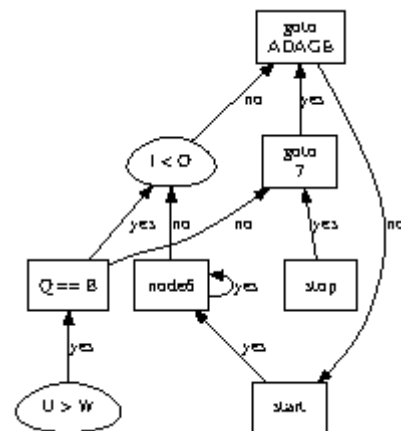 goto
ADAGB
no
yes
I < O
goto
7
yes
no
no
yes
no
Q == B
node6
yes
stop
yes
yes
U > W
start